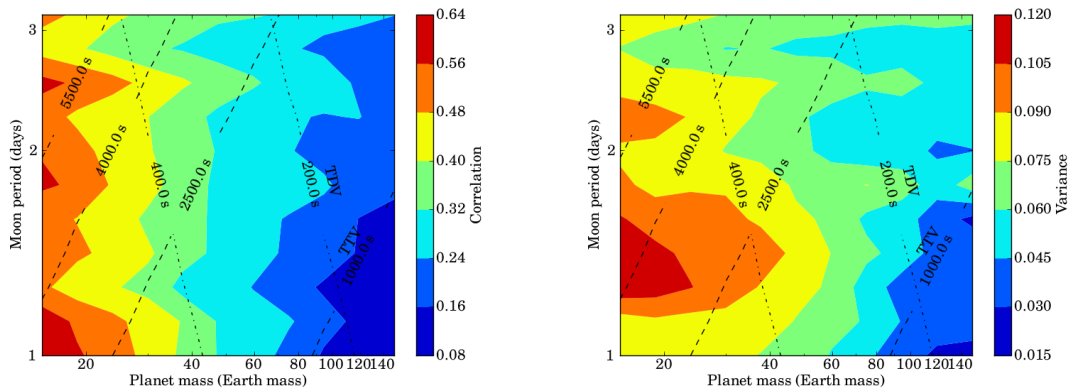 3
2
1
Moon period (days)
20
40
60
80
100
120
140
Planet mass (Earth mass)
5500.0 s
4000.0 s
400.0 s
2500.0 s
200.0 s
TDV
TTV
1000.0 s
0.64
0.56
0.48
0.40
0.32
0.24
0.16
0.08
Correlation
3
2
1
Moon period (days)
20
40
60
80
100
120
140
Planet mass (Earth mass)
5500.0 s
4000.0 s
400.0 s
2500.0 s
200.0 s
TDV
TTV
1000.0 s
0.120
0.105
0.090
0.075
0.060
0.045
0.030
0.015
Variance